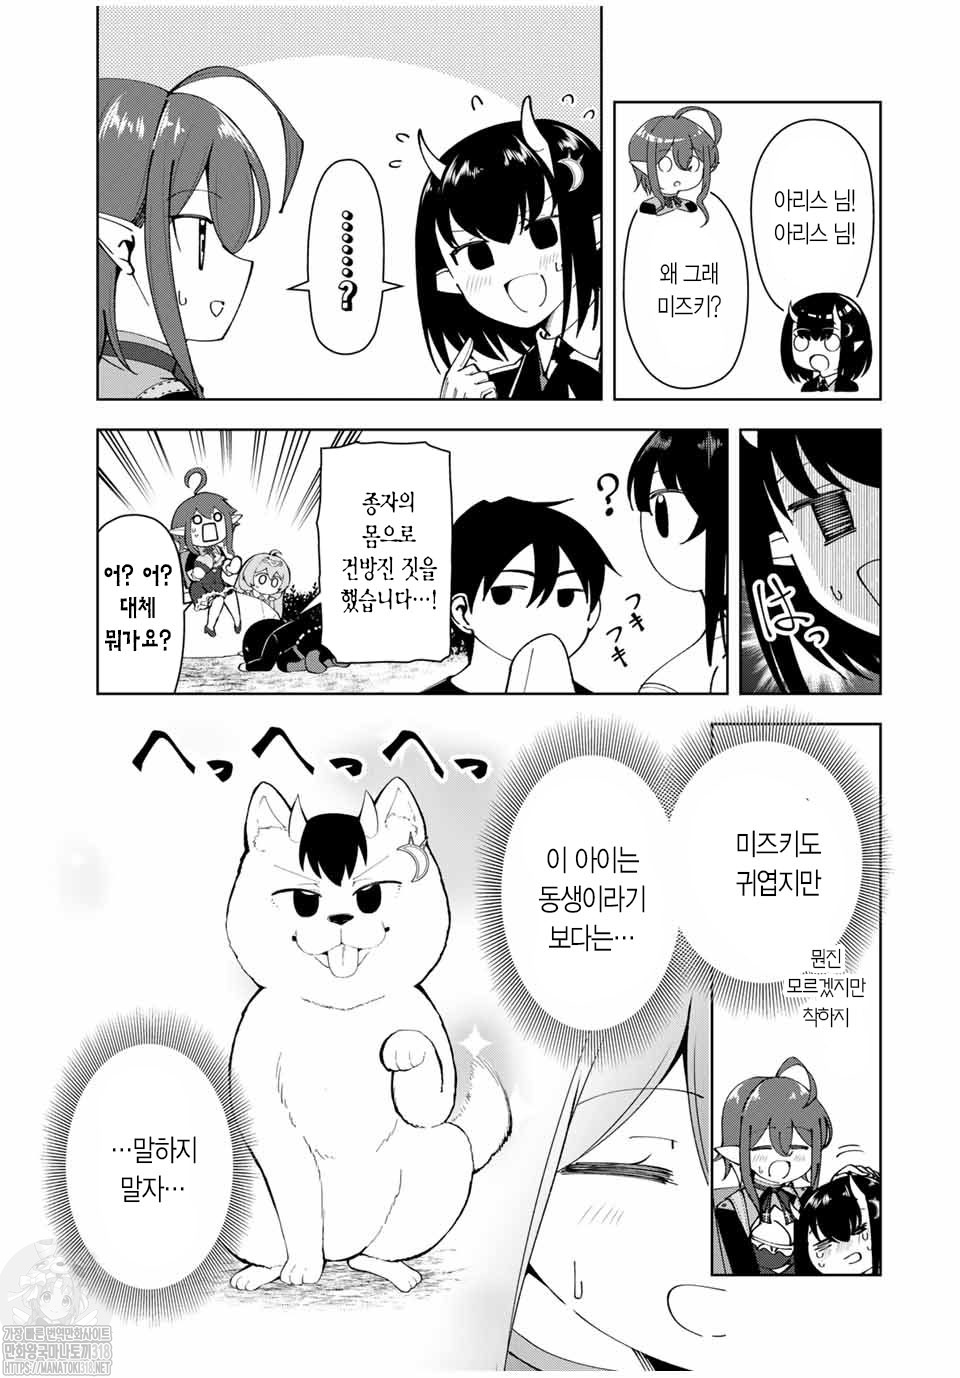 아리스 님!
아리스 님!
왜 그래
미즈키?
……?
はっ
?
つんつん
종자의
몸으로
건방진 짓을
했습니다…!
어? 어?
대체
뭐가요?
미즈키도
귀엽지만
뭔진
모르겠지만
착하지
이 아이는
동생이라기
보다는…
へっへっへっ
…말하지
말자…
가장 빠른 번역만화사이트
만화왕국마나토끼318
HTTPS://MANATOKI318.NET